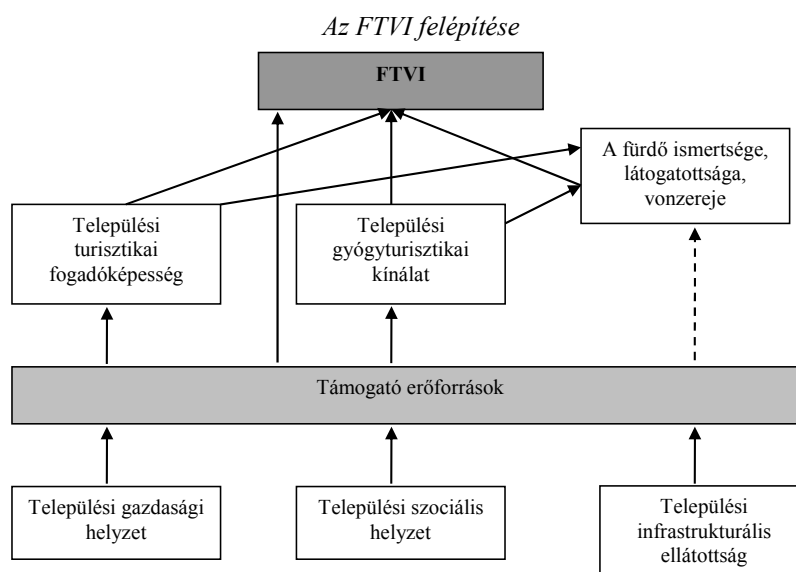 Az FTVI felépítése
FTVI
A fürdő ismertsége,
látogatottsága,
vonzereje
Települési
turisztikai
fogadóképesség
Települési
gyógyturisztikai
kínálat
Támogató erőforrások
Települési gazdasági
helyzet
Települési szociális
helyzet
Települési
infrastrukturális
ellátottság